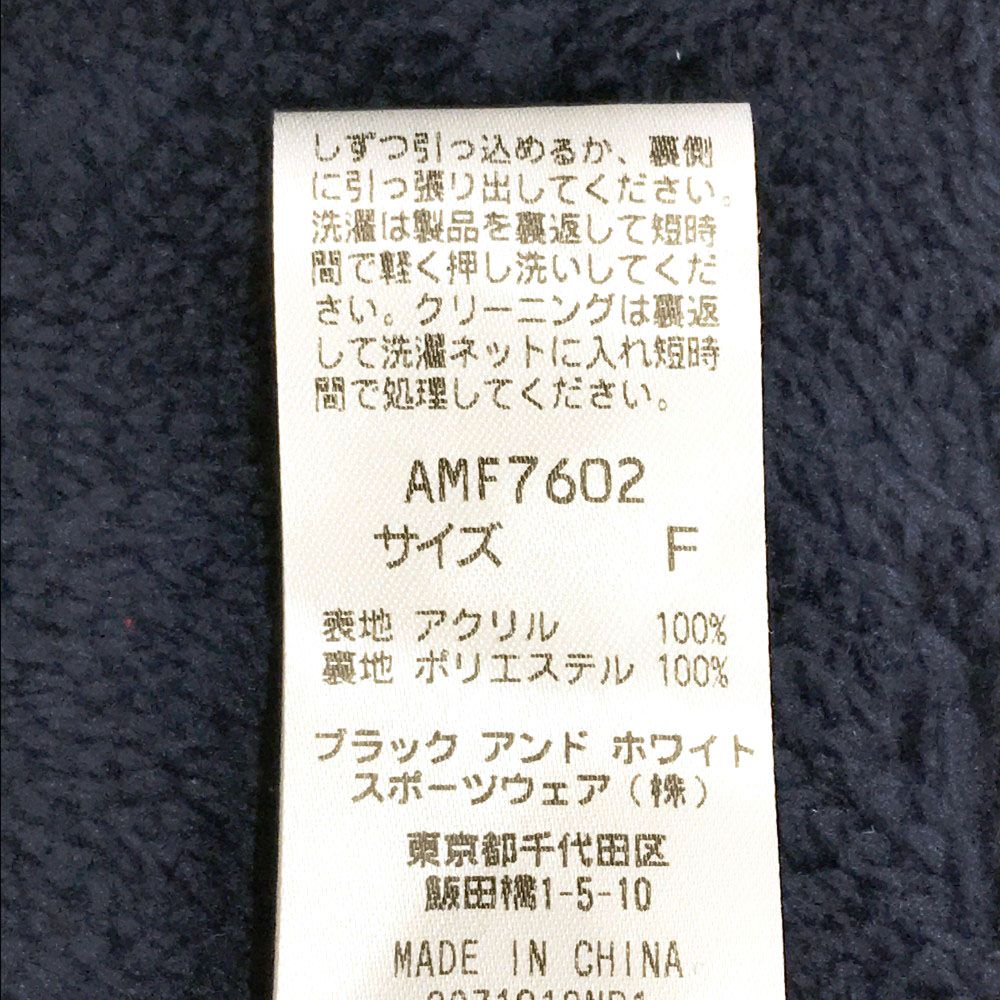 しずつ引っ込めるか、裏側
に引っ張り出してください。
洗濯は製品を裏返して短時
間で軽く押し洗いしてくだ
さい。クリーニングは裏返
して洗濯ネットに入れ短時
間で処理してください。
AMF7602
サイズ F
表地 アクリル 100%
裏地 ポリエステル 100%
ブラック アンド ホワイト
スポーツウェア(株)
東京都千代田区
飯田橋1-5-10
MADE IN CHINA